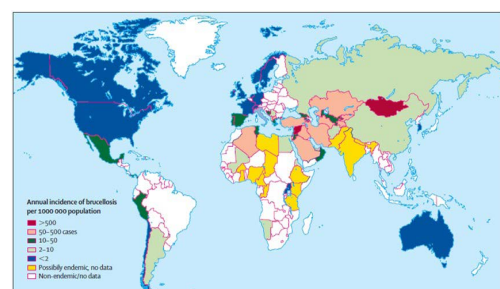 Annual incidence of brucellosis
per 1000 000 population
>500
50–500 cases
10–50
2–10
<2
Possibily endemic, no data
Non-endemic/no data